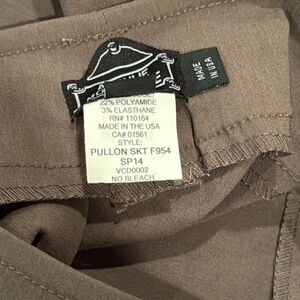 MADE
IN USA
22% POLYAMIDE
3% ELASTHANE
RN# 110164
MADE IN THE USA
CA# 01561
STYLE:
PULLON SKT F954
SP14
VCD0002
NO BLEACH